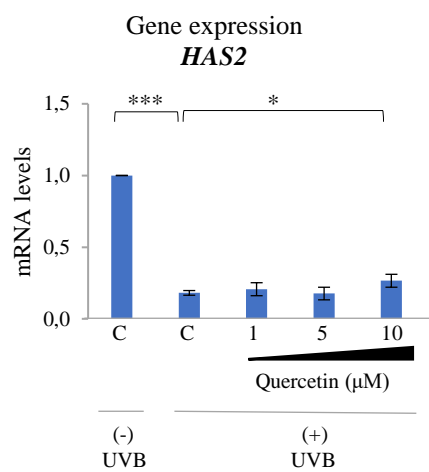 Gene expression
HAS2
*** *
1,5
1,0
0,5
0,0
mRNA levels
C C 1 5 10
Quercetin (μM)
(-) (+)
UVB UVB